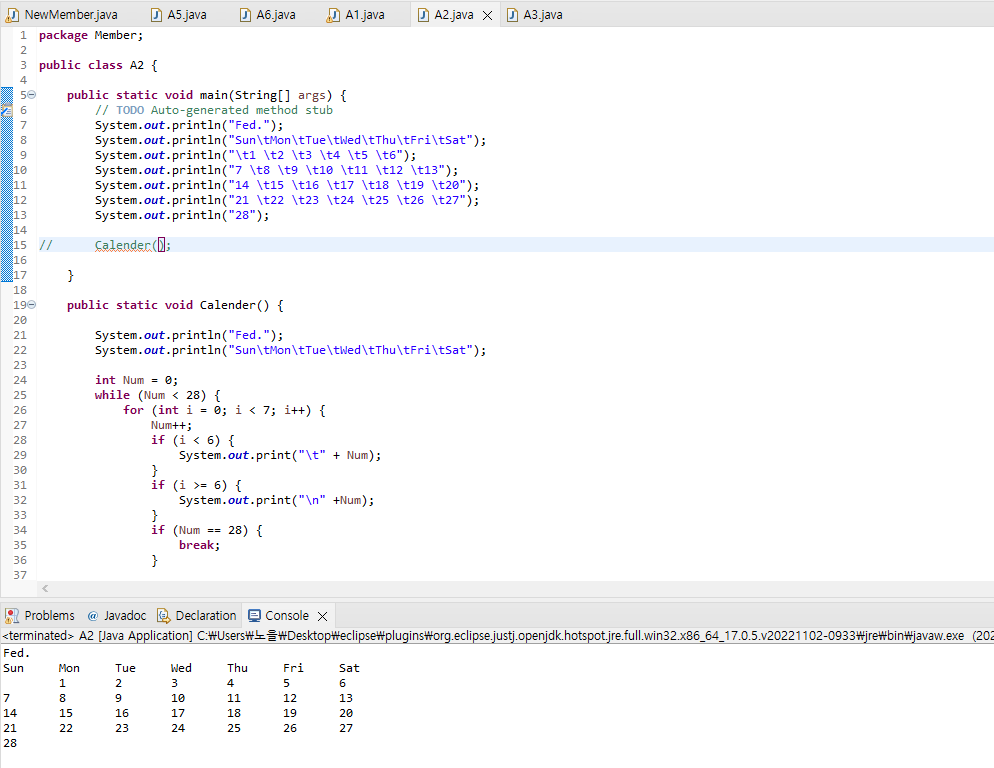 NewMember.java A5.java A6.java A1.java A2.java A3.java
1 package Member;
2
3 public class A2 {
4
5 public static void main(String[] args) {
6 // TODO Auto-generated method stub
7 System.out.println("Fed.");
8 System.out.println("Sun\tMon\tTue\tWed\tThu\tFri\tSat");
9 System.out.println("\t1 \t2 \t3 \t4 \t5 \t6");
10 System.out.println("7 \t8 \t9 \t10 \t11 \t12 \t13");
11 System.out.println("14 \t15 \t16 \t17 \t18 \t19 \t20");
12 System.out.println("21 \t22 \t23 \t24 \t25 \t26 \t27");
13 System.out.println("28");
14
15 // Calender();
16
17 }
18
19 public static void Calender() {
20
21 System.out.println("Fed.");
22 System.out.println("Sun\tMon\tTue\tWed\tThu\tFri\tSat");
23
24 int Num = 0;
25 while (Num < 28) {
26 for (int i = 0; i < 7; i++) {
27 Num++;
28 if (i < 6) {
29 System.out.print("\t" + Num);
30 }
31 if (i >= 6) {
32 System.out.print("\n" +Num);
33 }
34 if (Num == 28) {
35 break;
36 }
37
Problems @ Javadoc Declaration Console
<terminated> A2 [Java Application] C:₩Users₩노을₩Desktop₩eclipse₩plugins₩org.eclipse.justj.openjdk.hotspot.jre.full.win32.x86_64_17.0.5.v20221102-0933₩jre₩bin₩javaw.exe (202
Fed.
Sun Mon Tue Wed Thu Fri Sat
1 2 3 4 5 6
7 8 9 10 11 12 13
14 15 16 17 18 19 20
21 22 23 24 25 26 27
28